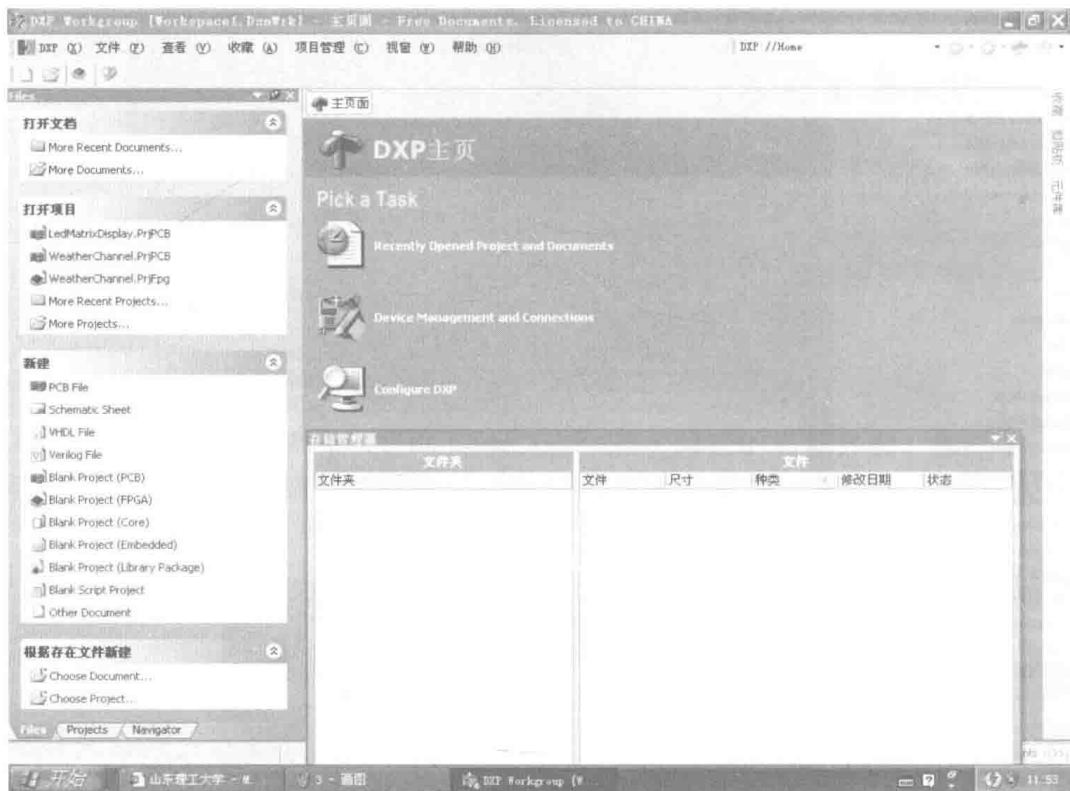 DXP Workgroup [Workspace1.DsnWrk] - 主页面 - Free Documents. Licensed to CHINA
DXP (X) 文件 (F) 查看 (V) 收藏 (A) 项目管理 (C) 视窗 (W) 帮助 (H) DXP //Home
Files
主页面
打开文档
More Recent Documents...
More Documents...
打开项目
LedMatrixDisplay.PrjPCB
WeatherChannel.PrjPCB
WeatherChannel.PrjFpg
More Recent Projects...
More Projects...
新建
PCB File
Schematic Sheet
VHDL File
Verilog File
Blank Project (PCB)
Blank Project (FPGA)
Blank Project (Core)
Blank Project (Embedded)
Blank Project (Library Package)
Blank Script Project
Other Document
根据存在文件新建
Choose Document...
Choose Project...
Files Projects Navigator
DXP主页
Pick a Task
Recently Opened Project and Documents
Device Management and Connections
Configure DXP
存储管理器
文件夹 文件
文件夹 文件 尺寸 种类 修改日期 状态
开始 山东理工大学 - W... 3 - 画图 DXP Workgroup [W... 11:53